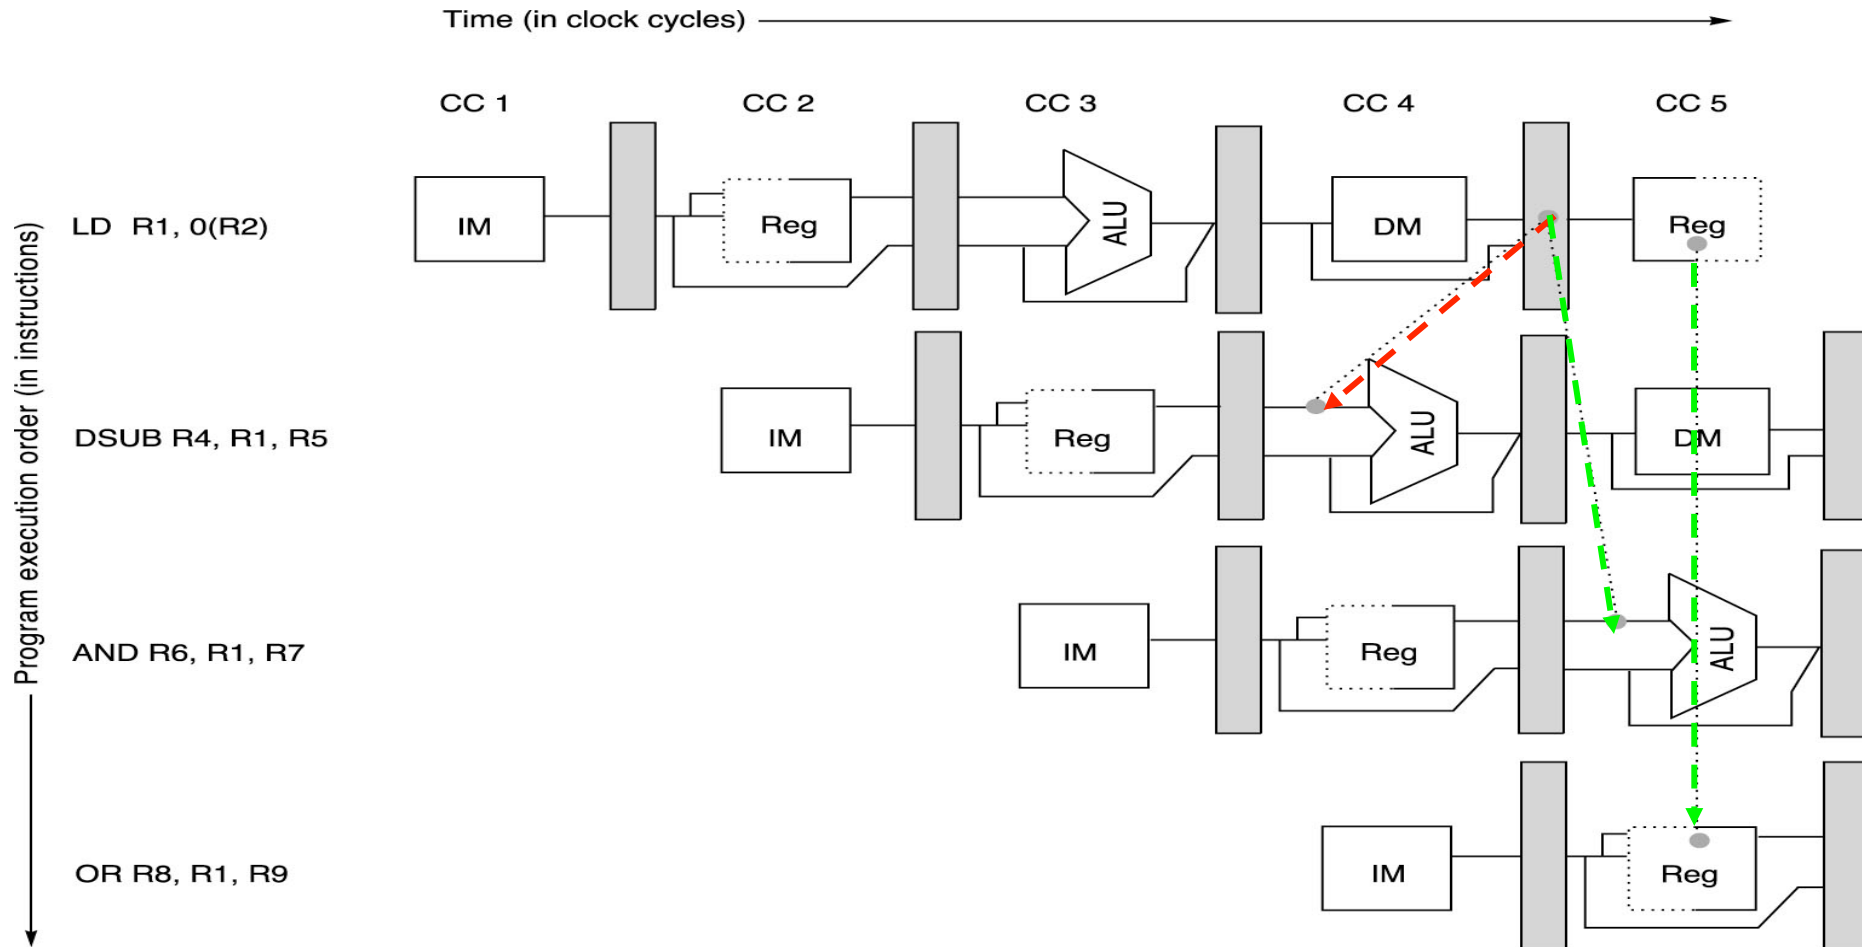 Time (in clock cycles)
CC 1 CC 2 CC 3 CC 4 CC 5
Program execution order (in instructions)
LD R1, 0(R2) IM Reg ALU DM Reg
DSUB R4, R1, R5 IM Reg ALU DM
AND R6, R1, R7 IM Reg ALU
OR R8, R1, R9 IM Reg